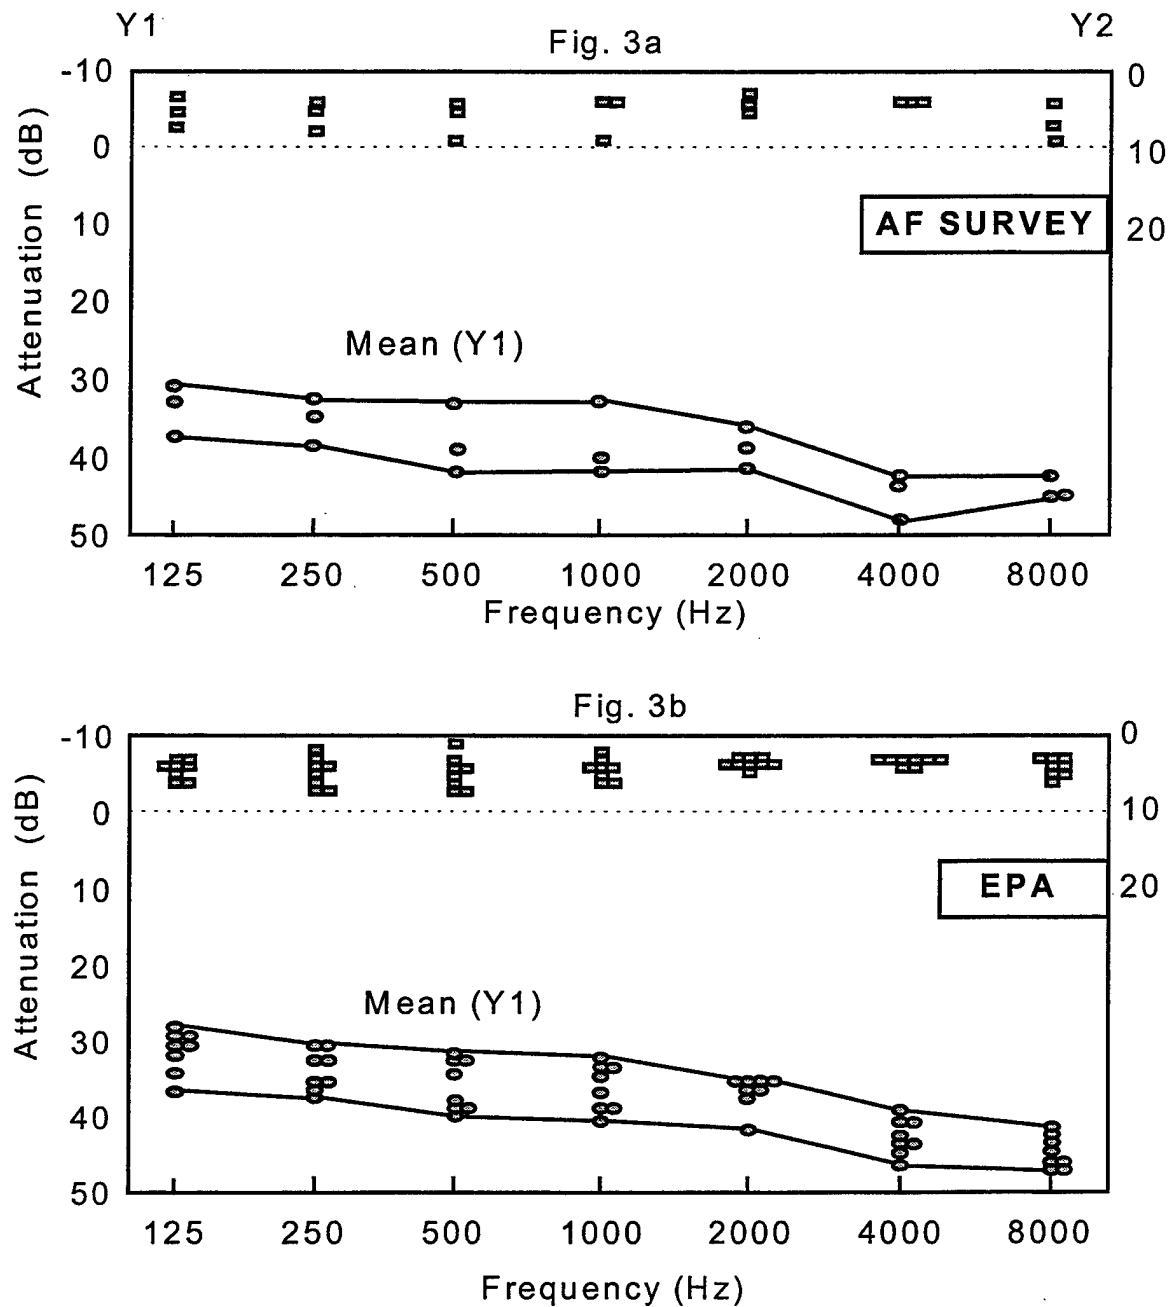 Y1 Y2
Fig. 3a
-10 0
0 10
AF SURVEY
10 20
20
Mean (Y1)
30
40
50
Attenuation (dB)
125 250 500 1000 2000 4000 8000
Frequency (Hz)
Fig. 3b
-10 0
0 10
EPA
10 20
20
Mean (Y1)
30
40
50
Attenuation (dB)
125 250 500 1000 2000 4000 8000
Frequency (Hz)